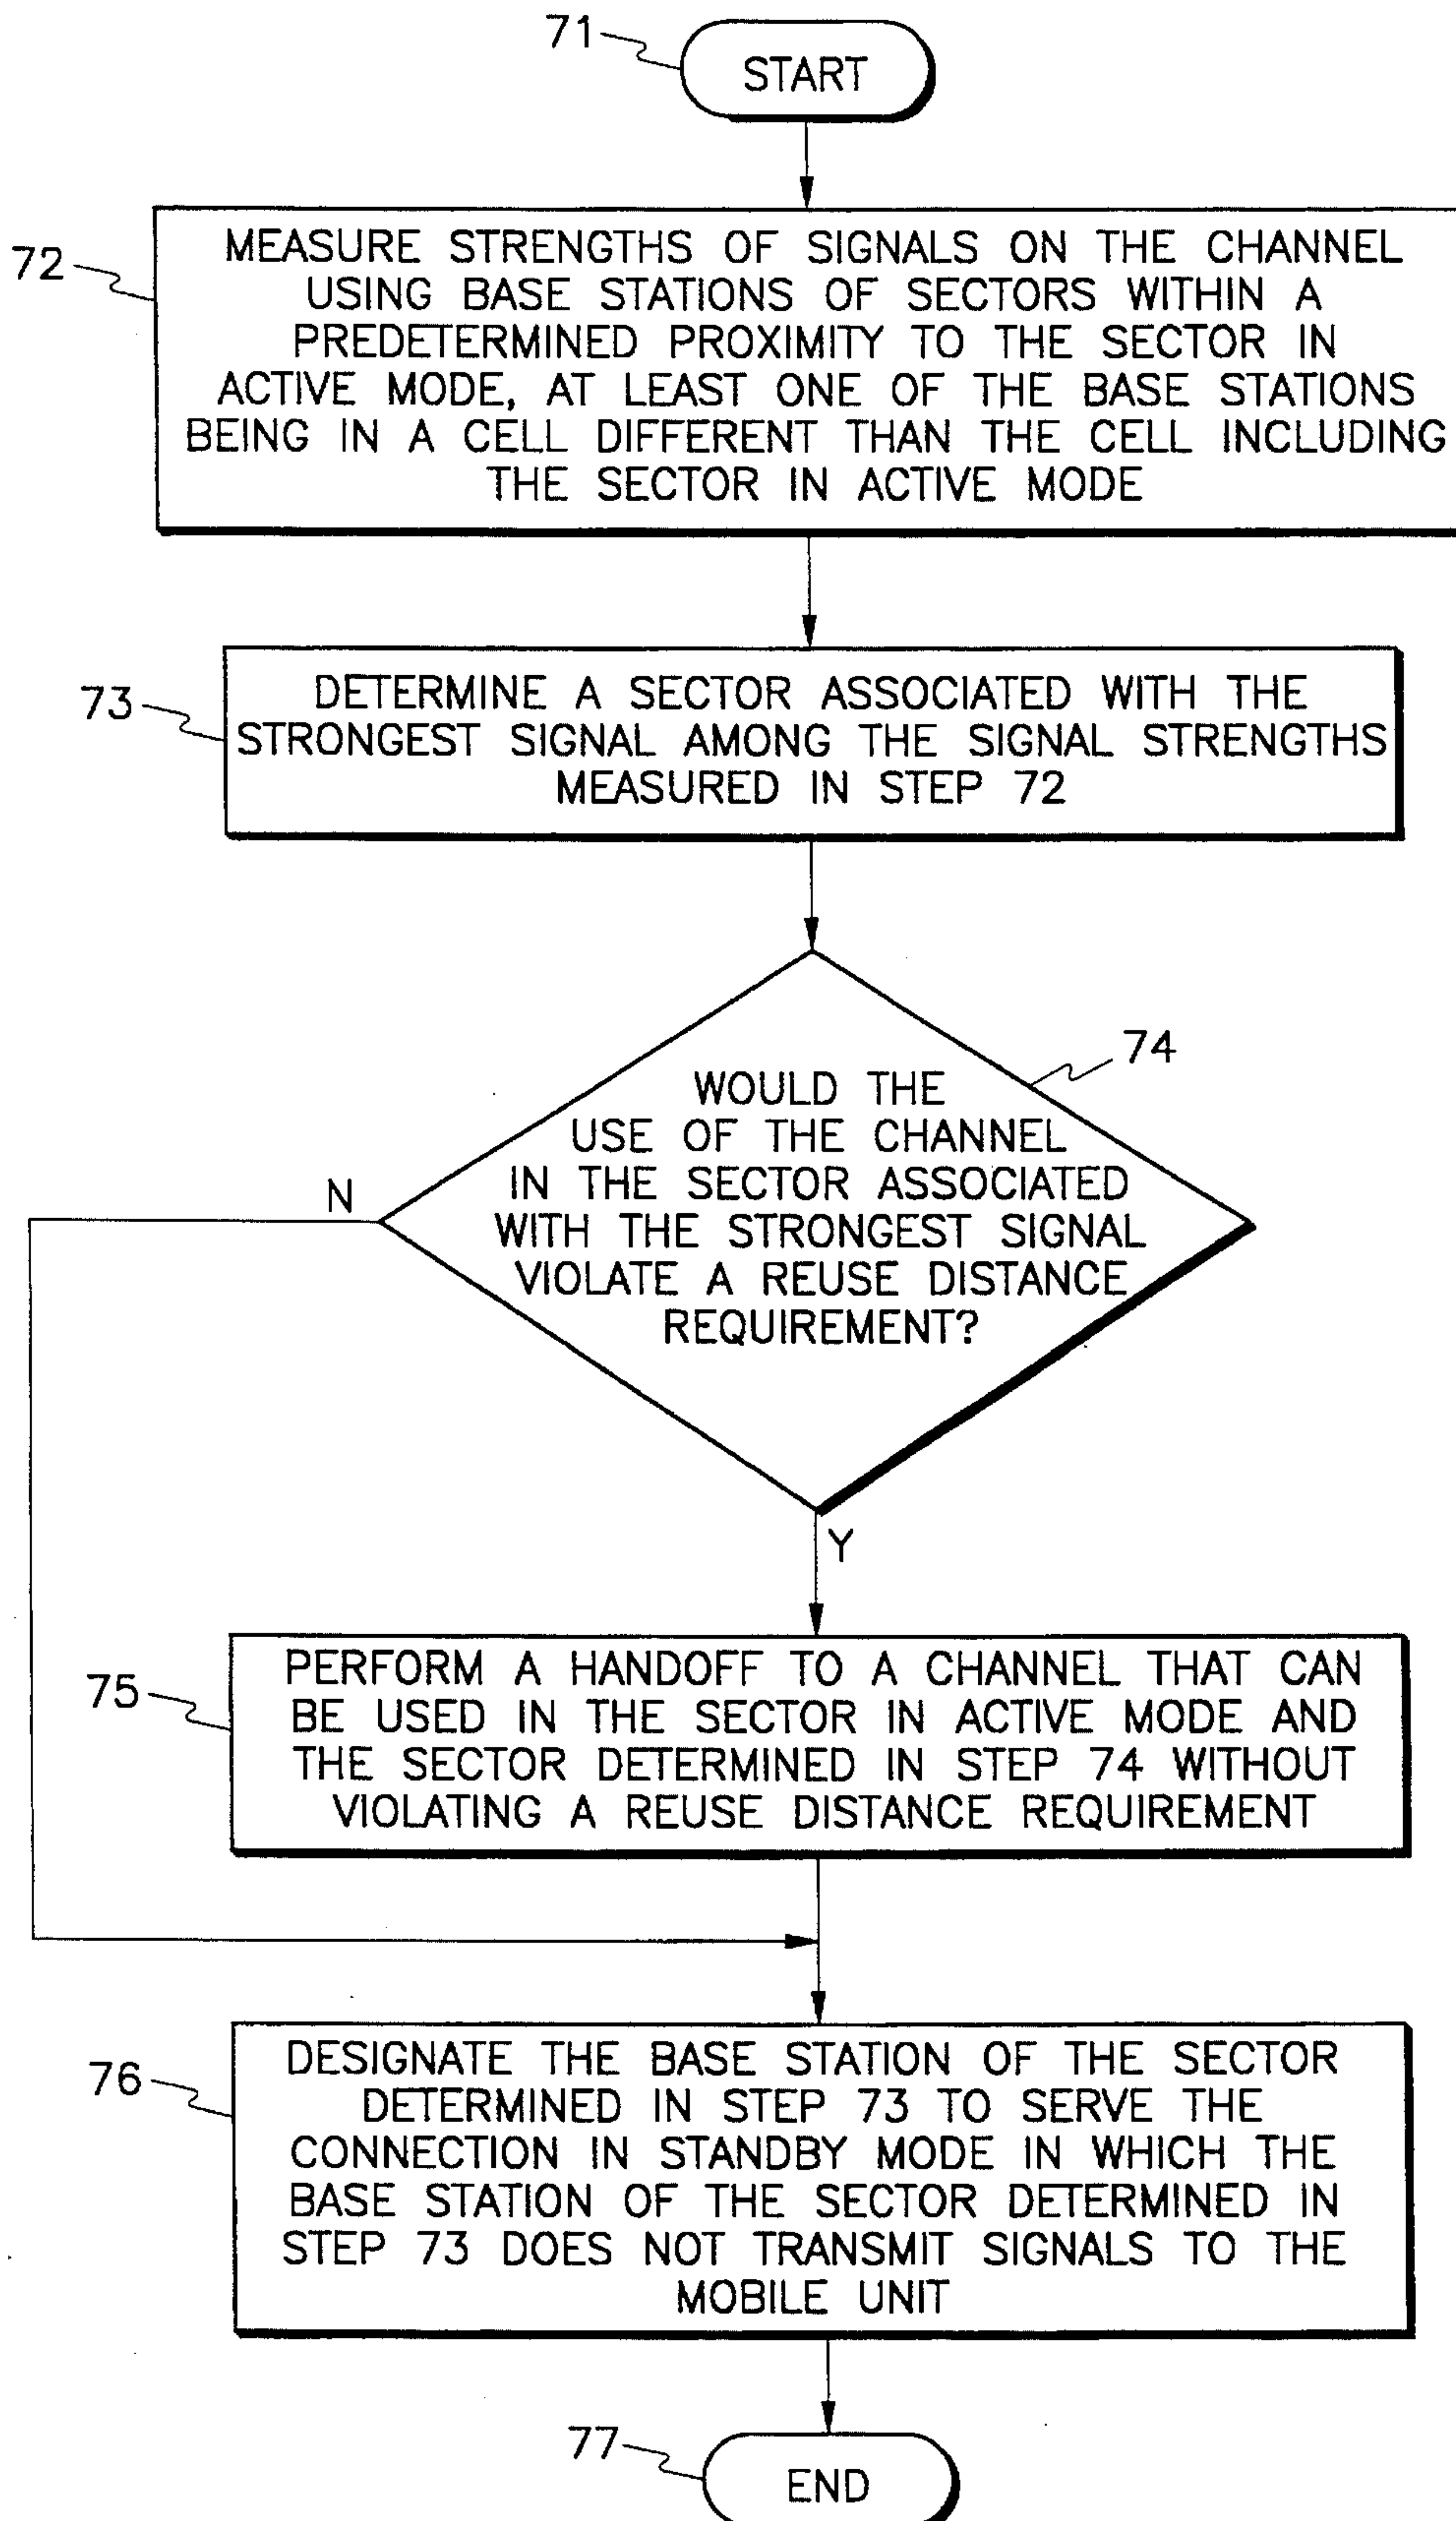 71
START
72
MEASURE STRENGTHS OF SIGNALS ON THE CHANNEL
USING BASE STATIONS OF SECTORS WITHIN A
PREDETERMINED PROXIMITY TO THE SECTOR IN
ACTIVE MODE, AT LEAST ONE OF THE BASE STATIONS
BEING IN A CELL DIFFERENT THAN THE CELL INCLUDING
THE SECTOR IN ACTIVE MODE
73
DETERMINE A SECTOR ASSOCIATED WITH THE
STRONGEST SIGNAL AMONG THE SIGNAL STRENGTHS
MEASURED IN STEP 72
74
WOULD THE
USE OF THE CHANNEL
IN THE SECTOR ASSOCIATED
WITH THE STRONGEST SIGNAL
VIOLATE A REUSE DISTANCE
REQUIREMENT?
N
Y
75
PERFORM A HANDOFF TO A CHANNEL THAT CAN
BE USED IN THE SECTOR IN ACTIVE MODE AND
THE SECTOR DETERMINED IN STEP 74 WITHOUT
VIOLATING A REUSE DISTANCE REQUIREMENT
76
DESIGNATE THE BASE STATION OF THE SECTOR
DETERMINED IN STEP 73 TO SERVE THE
CONNECTION IN STANDBY MODE IN WHICH THE
BASE STATION OF THE SECTOR DETERMINED IN
STEP 73 DOES NOT TRANSMIT SIGNALS TO THE
MOBILE UNIT
77
END